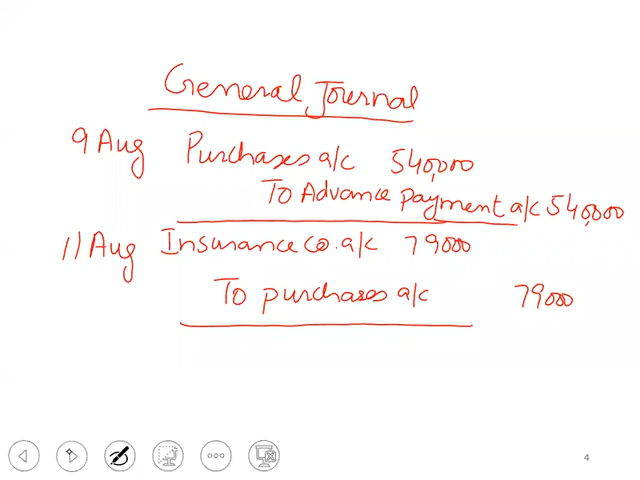 General Journal
9 Aug Purchases a/c 540,000
To Advance payment a/c 540,000
11 Aug Insurance Co. a/c 79000
To purchases a/c 79000
4